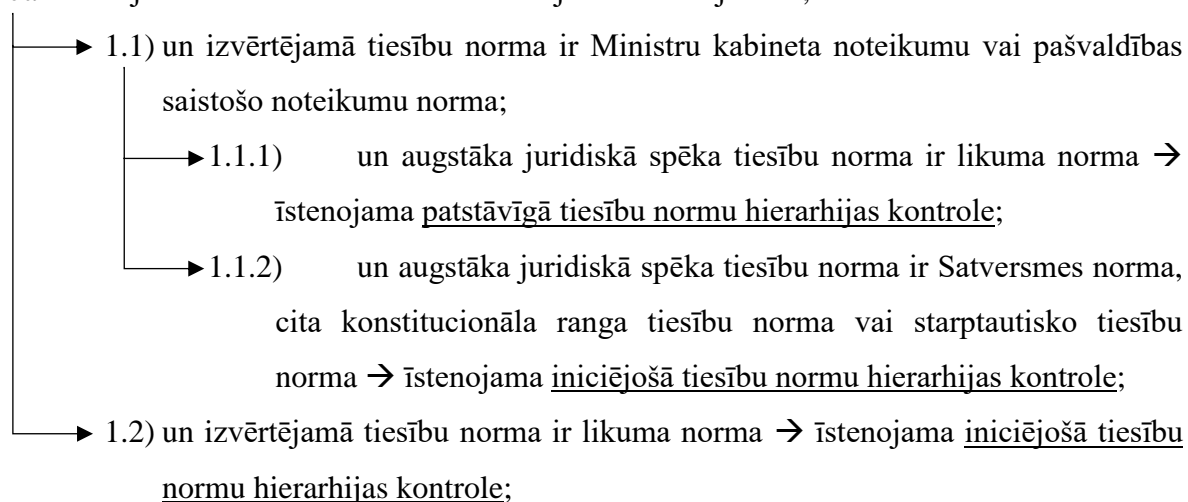 1.1) un izvērtējamā tiesību norma ir Ministru kabineta noteikumu vai pašvaldības
saistošo noteikumu norma;
1.1.1) un augstāka juridiskā spēka tiesību norma ir likuma norma →
īstenojama patstāvīgā tiesību normu hierarhijas kontrole;
1.1.2) un augstāka juridiskā spēka tiesību norma ir Satversmes norma,
cita konstitucionāla ranga tiesību norma vai starptautisko tiesību
norma → īstenojama iniciējošā tiesību normu hierarhijas kontrole;
1.2) un izvērtējamā tiesību norma ir likuma norma → īstenojama iniciējošā tiesību
normu hierarhijas kontrole;